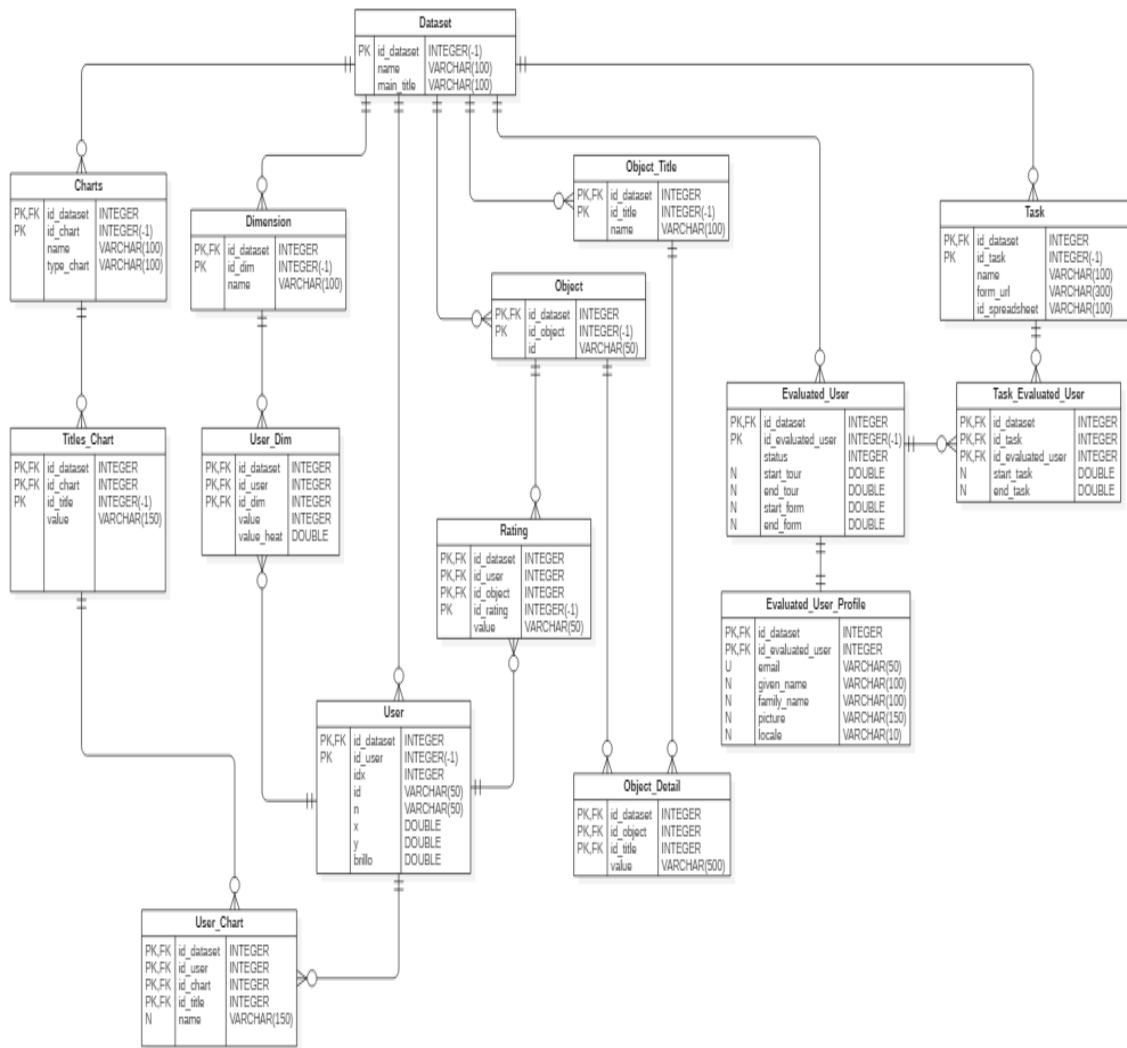 Dataset
PK id_dataset INTEGER(-1)
name VARCHAR(100)
main_title VARCHAR(100)
Object_Title
PK,FK id_dataset INTEGER
PK id_title INTEGER(-1)
name VARCHAR(100)
Charts
PK,FK id_dataset INTEGER
PK id_chart INTEGER(-1)
name VARCHAR(100)
type_chart VARCHAR(100)
Dimension
PK,FK id_dataset INTEGER
PK id_dim INTEGER(-1)
name VARCHAR(100)
Task
PK,FK id_dataset INTEGER
PK id_task INTEGER(-1)
name VARCHAR(100)
form_url VARCHAR(300)
id_spreadsheet VARCHAR(100)
Object
PK,FK id_dataset INTEGER
PK id_object INTEGER(-1)
id VARCHAR(50)
Evaluated_User
PK,FK id_dataset INTEGER
PK id_evaluated_user INTEGER(-1)
status INTEGER
N start_tour DOUBLE
N end_tour DOUBLE
N start_form DOUBLE
N end_form DOUBLE
Task_Evaluated_User
PK,FK id_dataset INTEGER
PK,FK id_task INTEGER
PK,FK id_evaluated_user INTEGER
N start_task DOUBLE
N end_task DOUBLE
Titles_Chart
PK,FK id_dataset INTEGER
PK,FK id_chart INTEGER
PK id_title INTEGER(-1)
value VARCHAR(150)
User_Dim
PK,FK id_dataset INTEGER
PK,FK id_user INTEGER
PK,FK id_dim INTEGER
value INTEGER
value_heat DOUBLE
Rating
PK,FK id_dataset INTEGER
PK,FK id_user INTEGER
PK,FK id_object INTEGER
PK id_rating INTEGER(-1)
value VARCHAR(50)
Evaluated_User_Profile
PK,FK id_dataset INTEGER
PK,FK id_evaluated_user INTEGER
U email VARCHAR(50)
N given_name VARCHAR(100)
N family_name VARCHAR(100)
N picture VARCHAR(150)
N locale VARCHAR(10)
User
PK,FK id_dataset INTEGER
PK id_user INTEGER(-1)
idx INTEGER
id VARCHAR(50)
n VARCHAR(50)
x DOUBLE
y DOUBLE
brillo DOUBLE
Object_Detail
PK,FK id_dataset INTEGER
PK,FK id_object INTEGER
PK,FK id_title INTEGER
value VARCHAR(500)
User_Chart
PK,FK id_dataset INTEGER
PK,FK id_user INTEGER
PK,FK id_chart INTEGER
PK,FK id_title INTEGER
N name VARCHAR(150)